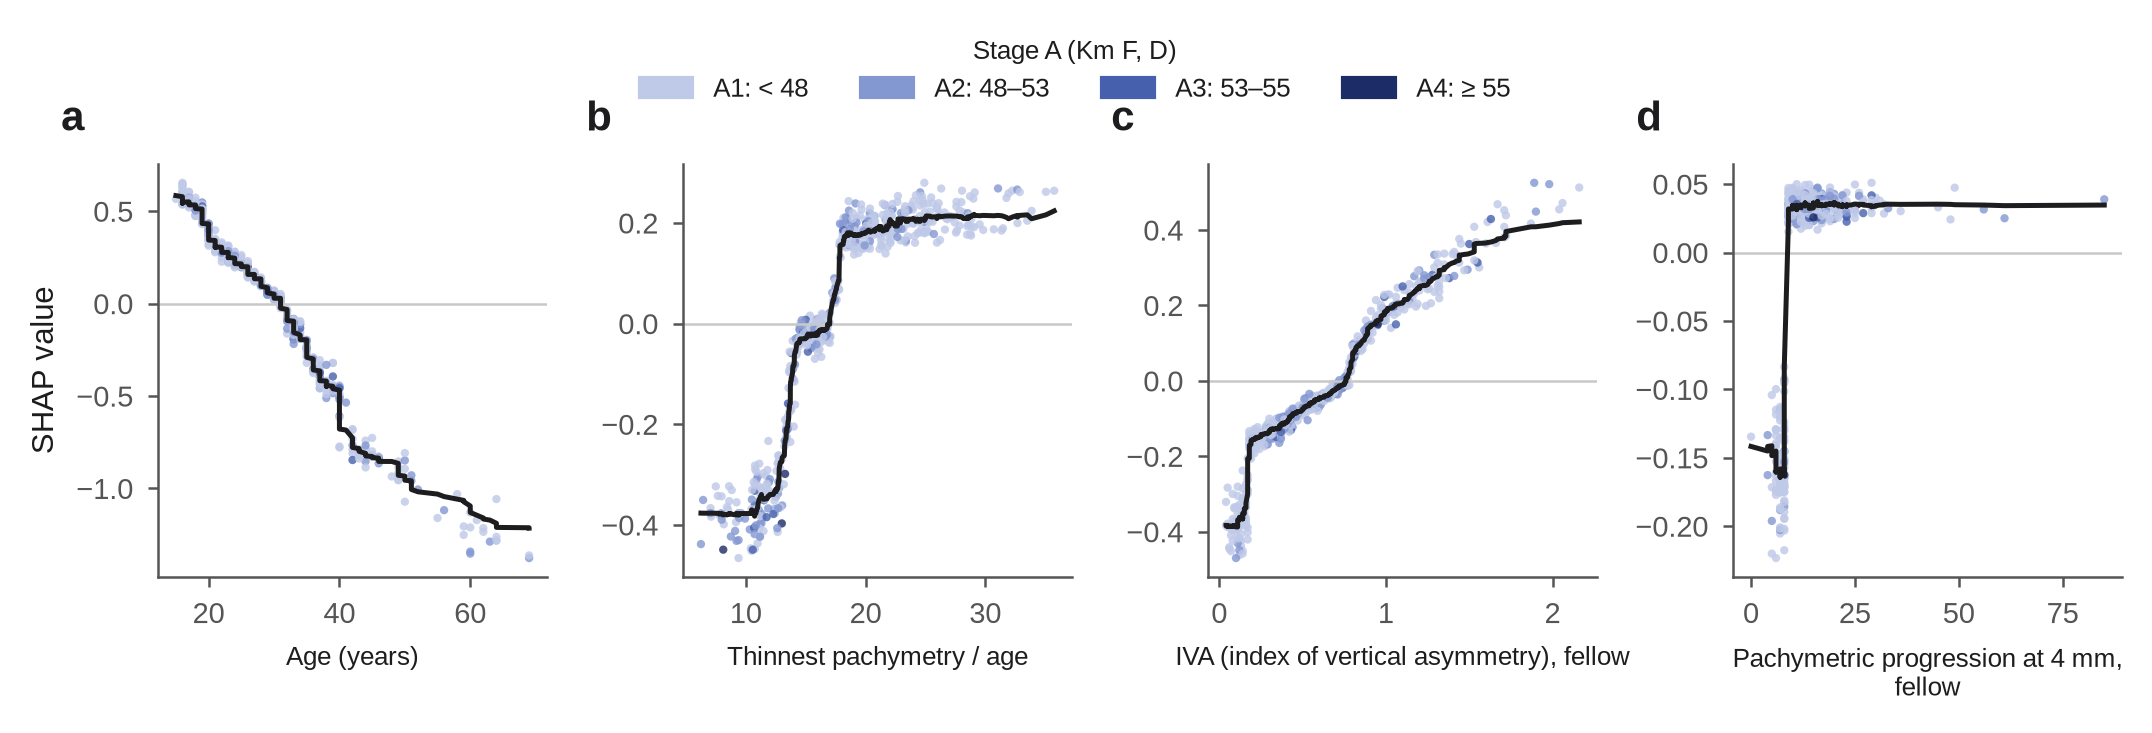 Stage A (Km F, D)
A1: < 48
A2: 48–53
A3: 53–55
A4: ≥ 55
a
b
c
d
SHAP value
0.5
0.0
−0.5
−1.0
20
40
60
Age (years)
0.2
0.0
−0.2
−0.4
10
20
30
Thinnest pachymetry / age
0.4
0.2
0.0
−0.2
−0.4
0
1
2
IVA (index of vertical asymmetry), fellow
0.05
0.00
−0.05
−0.10
−0.15
−0.20
0
25
50
75
Pachymetric progression at 4 mm,
fellow